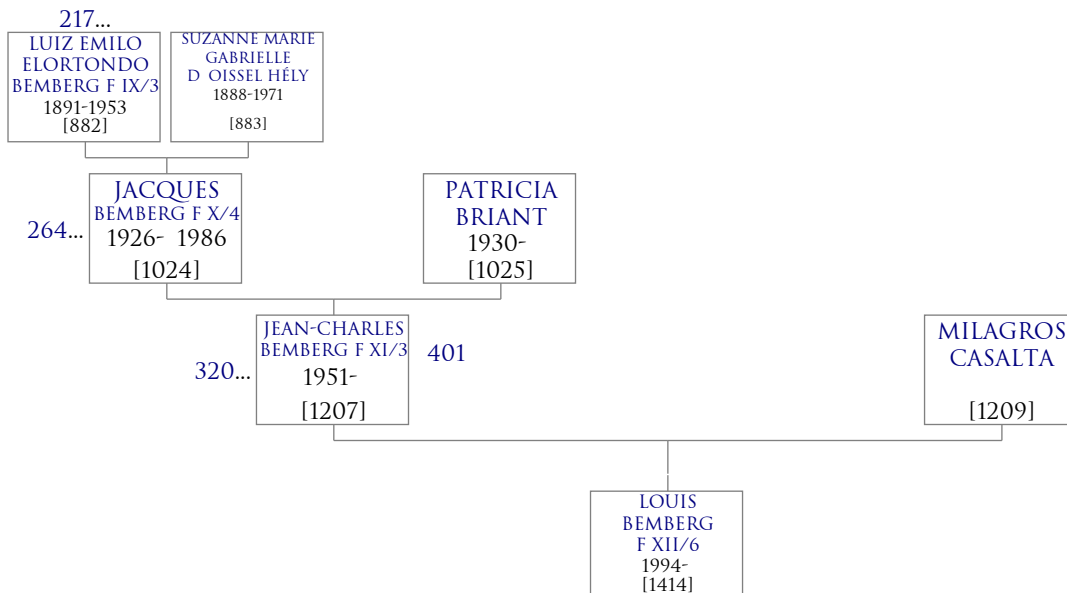 217...
LUIZ EMILO
ELORTONDO
BEMBERG F IX/3
1891-1953
[882]
SUZANNE MARIE
GABRIELLE
D OISSEL HÉLY
1888-1971
[883]
264...
JACQUES
BEMBERG F X/4
1926- 1986
[1024]
PATRICIA
BRIANT
1930-
[1025]
320...
JEAN-CHARLES
BEMBERG F XI/3
1951-
[1207]
401
MILAGROS
CASALTA
[1209]
LOUIS
BEMBERG
F XII/6
1994-
[1414]